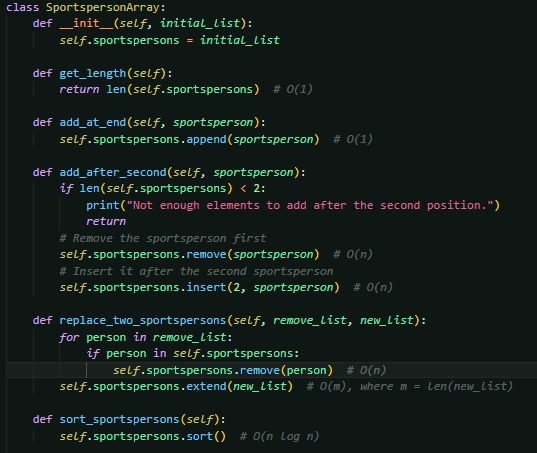 class SportspersonArray:
    def __init__(self, initial_list):
        self.sportspersons = initial_list

    def get_length(self):
        return len(self.sportspersons)  # O(1)

    def add_at_end(self, sportsperson):
        self.sportspersons.append(sportsperson)  # O(1)

    def add_after_second(self, sportsperson):
        if len(self.sportspersons) < 2:
            print("Not enough elements to add after the second position.")
            return
        # Remove the sportsperson first
        self.sportspersons.remove(sportsperson)  # O(n)
        # Insert it after the second sportsperson
        self.sportspersons.insert(2, sportsperson)  # O(n)

    def replace_two_sportspersons(self, remove_list, new_list):
        for person in remove_list:
            if person in self.sportspersons:
                self.sportspersons.remove(person)  # O(n)
        self.sportspersons.extend(new_list)  # O(m), where m = len(new_list)

    def sort_sportspersons(self):
        self.sportspersons.sort()  # O(n log n)